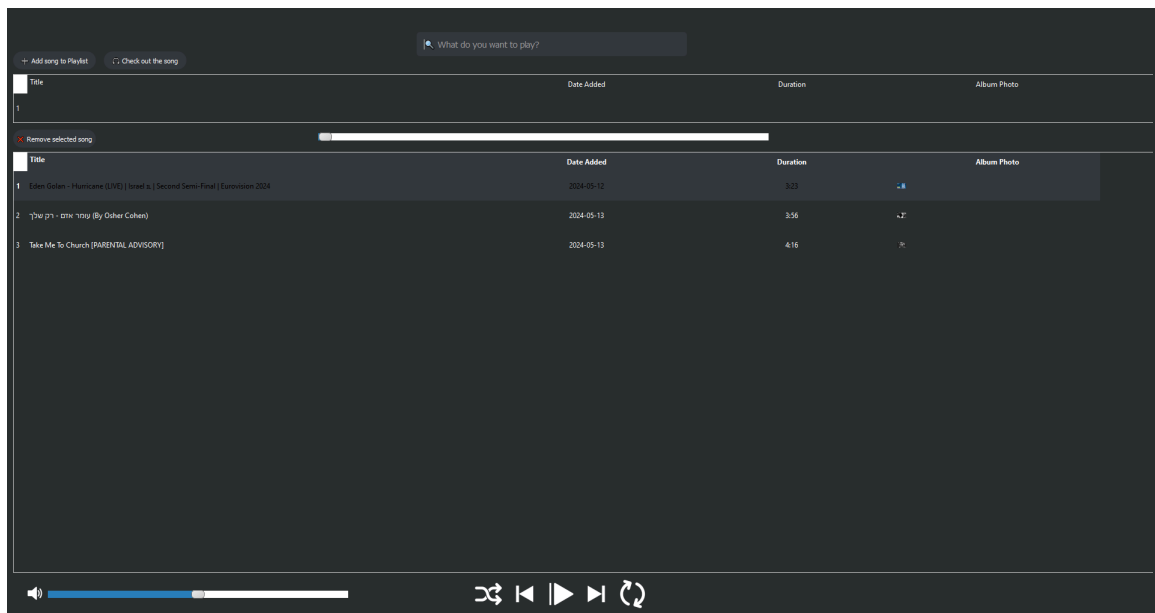 What do you want to play?
+ Add song to Playlist
Check out the song
Title Date Added Duration Album Photo
1
Remove selected song
Title Date Added Duration Album Photo
1 Eden Golan - Hurricane (LIVE) | Israel | Second Semi-Final | Eurovision 2024 2024-05-12 3:23
2 עומר אדם - רק שלך (By Osher Cohen) 2024-05-13 3:56
3 Take Me To Church [PARENTAL ADVISORY] 2024-05-13 4:16